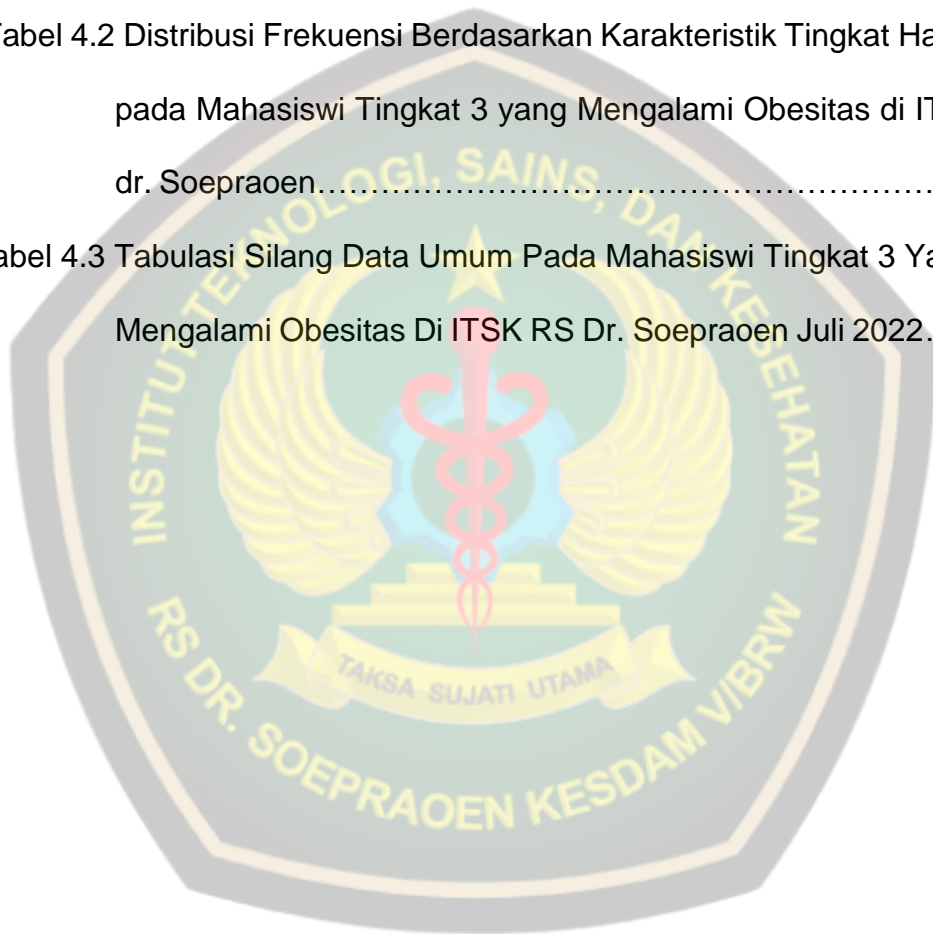 Tabel 4.2 Distribusi Frekuensi Berdasarkan Karakteristik Tingkat Ha
pada Mahasiswi Tingkat 3 yang Mengalami Obesitas di IT
dr. Soepraoen……………………………………………………
abel 4.3 Tabulasi Silang Data Umum Pada Mahasiswi Tingkat 3 Ya
Mengalami Obesitas Di ITSK RS Dr. Soepraoen Juli 2022.
INSTITUT TEKNOLOGI, SAINS, DAN KESEHATAN
TAKSA SUJATI UTAMA
RS DR. SOEPRAOEN KESDAM V/BRW